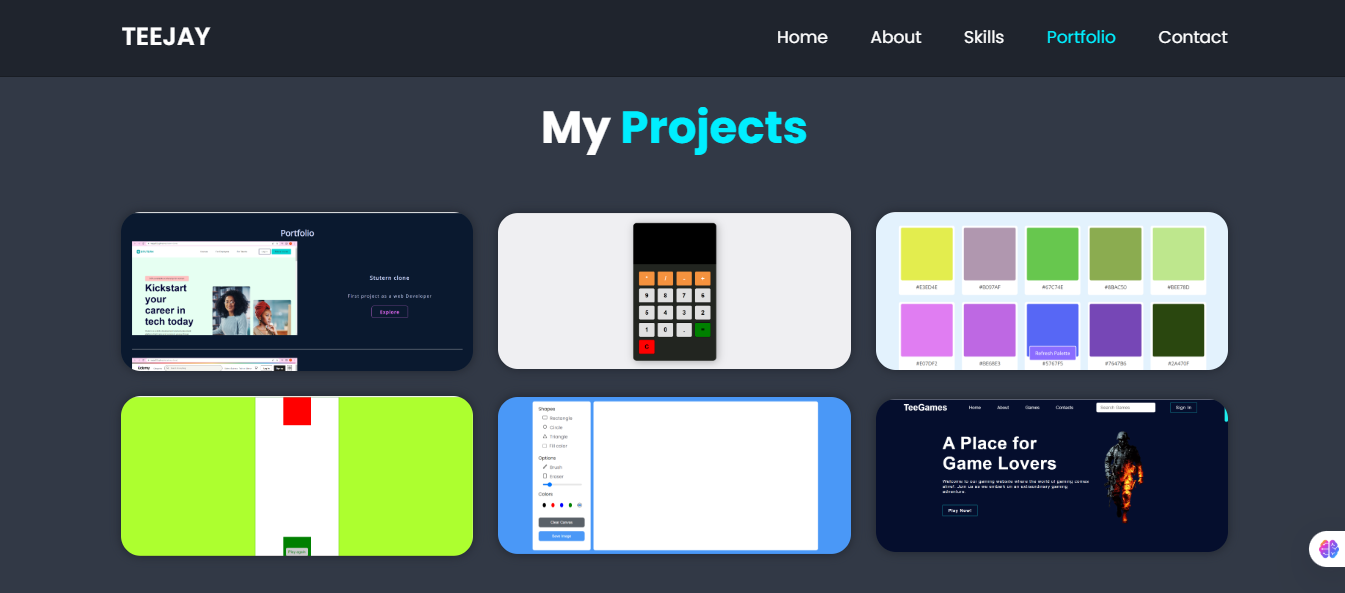 TEEJAY
Home About Skills Portfolio Contact
My Projects
Portfolio
Kickstart
your
career in
tech today
Stutern clone
First project as a web Developer
Explore
9 8 7 6
5 4 3 2
1 0 . =
C
#E3ED4E #B097AF #67C74E #8BAC50 #BEE78D
Refresh Palette
#E07DF2 #BE68E3 #5767F5 #7647B6 #2A470F
Play again
Shapes
Rectangle
Circle
Triangle
Fill color
Options
Brush
Eraser
Colors
Clear Canvas
Save Image
TeeGames
Home About Games Contacts Search Games Sign In
A Place for
Game Lovers
Welcome to our gaming website where the world of gaming comes
alive! Join us as we embark on an extraordinary gaming
adventure.
Play Now!